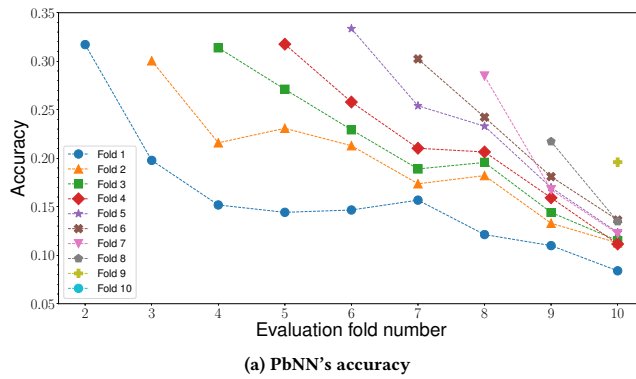 0.35
0.30
0.25
0.20
0.15
0.10
0.05
Accuracy
Fold 1
Fold 2
Fold 3
Fold 4
Fold 5
Fold 6
Fold 7
Fold 8
Fold 9
Fold 10
2 3 4 5 6 7 8 9 10
Evaluation fold number
(a) PbNN's accuracy